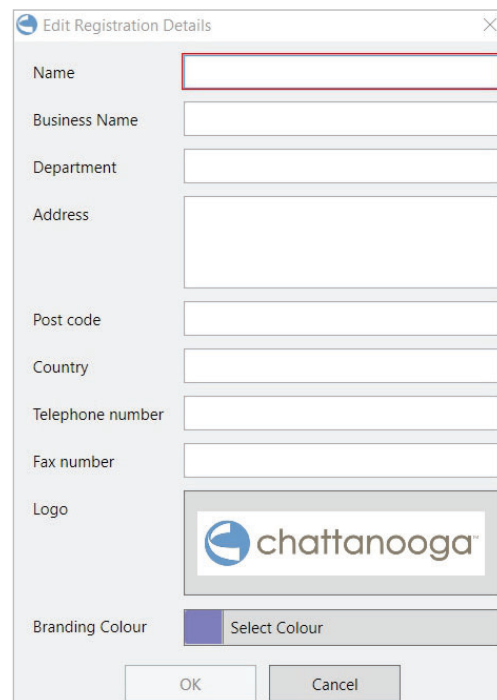 Edit Registration Details
Name
Business Name
Department
Address
Post code
Country
Telephone number
Fax number
Logo
chattanooga™
Branding Colour
Select Colour
OK
Cancel